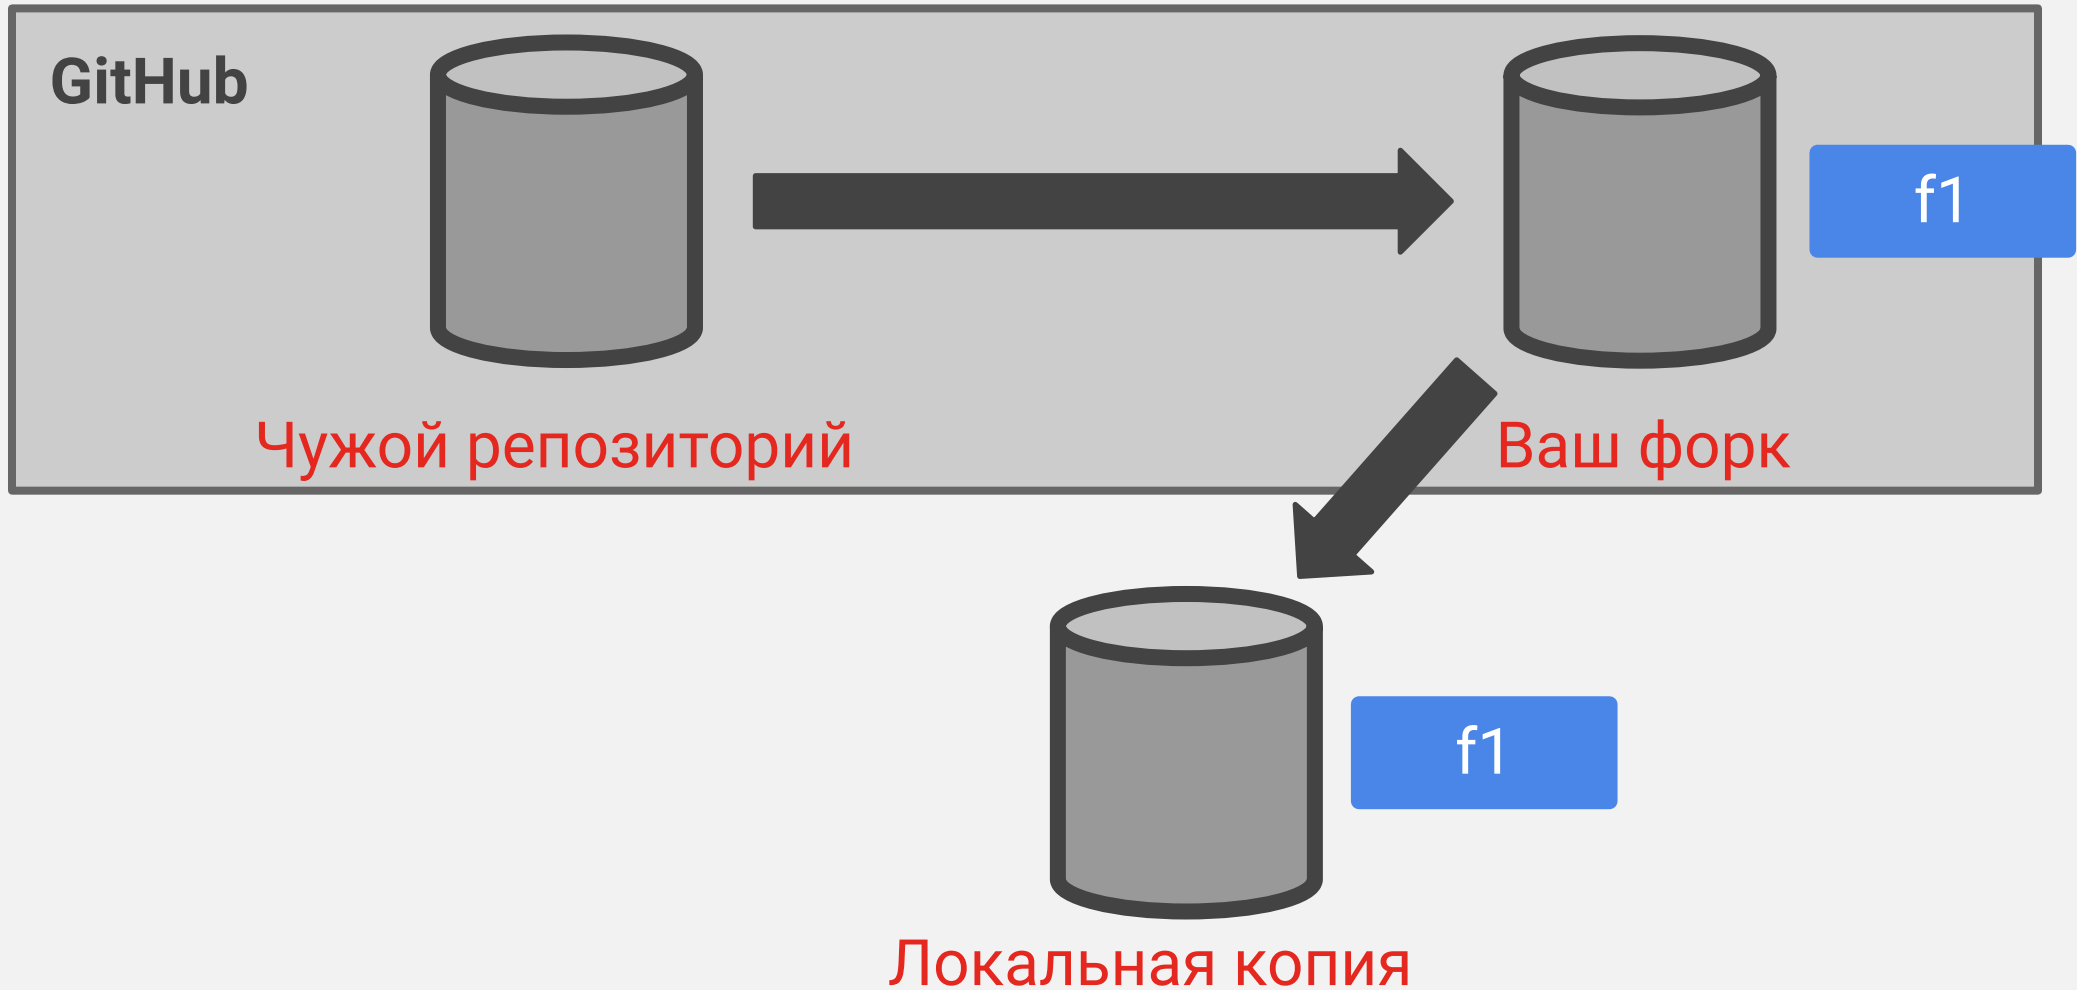 GitHub
f1
Чужой репозиторий
Ваш форк
f1
Локальная копия